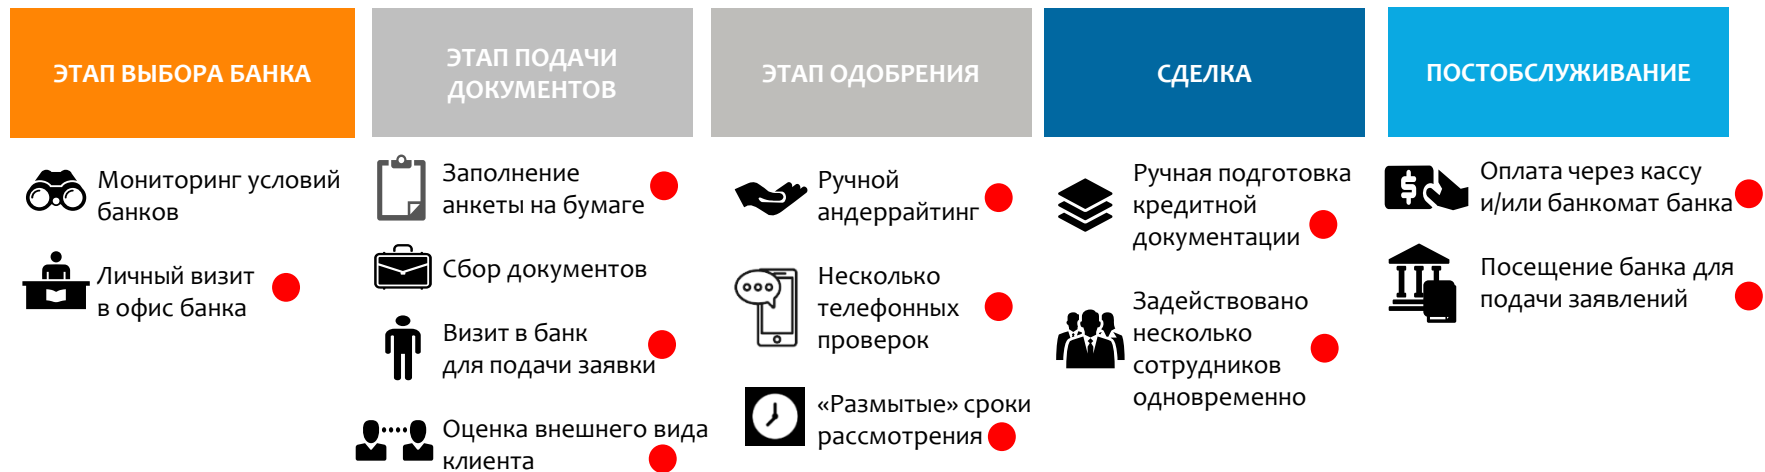 ЭТАП ВЫБОРА БАНКА
Мониторинг условий
банков
Личный визит
в офис банка
ЭТАП ПОДАЧИ
ДОКУМЕНТОВ
Заполнение
анкеты на бумаге
Сбор документов
Визит в банк
для подачи заявки
Оценка внешнего вида
клиента
ЭТАП ОДОБРЕНИЯ
Ручной
андеррайтинг
Несколько
телефонных
проверок
«Размытые» сроки
рассмотрения
СДЕЛКА
Ручная подготовка
кредитной
документации
Задействовано
несколько
сотрудников
одновременно
ПОСТОБСЛУЖИВАНИЕ
Оплата через кассу
и/или банкомат банка
Посещение банка для
подачи заявлений